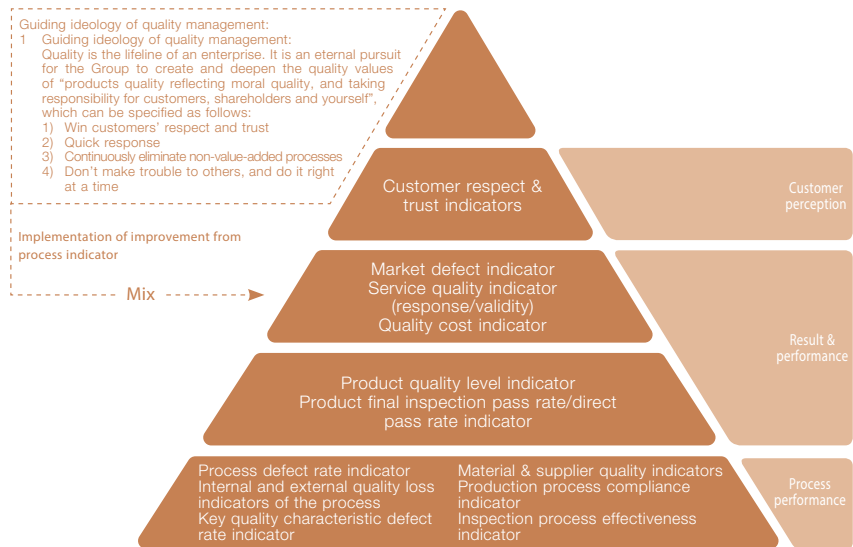 Guiding ideology of quality management:
1 Guiding ideology of quality management:
Quality is the lifeline of an enterprise. It is an eternal pursuit
for the Group to create and deepen the quality values
of “products quality reflecting moral quality, and taking
responsibility for customers, shareholders and yourself”,
which can be specified as follows:
1) Win customers’ respect and trust
2) Quick response
3) Continuously eliminate non-value-added processes
4) Don’t make trouble to others, and do it right
at a time
Implementation of improvement from
process indicator
Mix
Customer respect &
trust indicators
Customer
perception
Market defect indicator
Service quality indicator
(response/validity)
Quality cost indicator
Result &
performance
Product quality level indicator
Product final inspection pass rate/direct
pass rate indicator
Process defect rate indicator
Internal and external quality loss
indicators of the process
Key quality characteristic defect
rate indicator
Material & supplier quality indicators
Production process compliance
indicator
Inspection process effectiveness
indicator
Process
performance